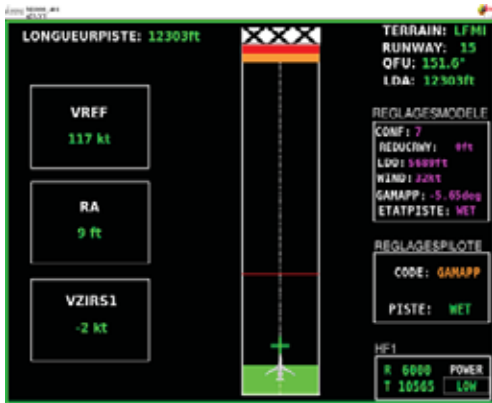 LONGUEURPISTE: 12303ft
TERRAIN: LFMI
RUNWAY: 15
QFU: 151.6°
LDA: 12303ft
VREF
117 kt
RA
9 ft
VZIRS1
-2 kt
REGLAGESMODELE
CONF: 7
REDUCRWY: 0ft
LDD: 5680ft
WIND: 32kt
GAMAPP: -5.65deg
ETATPISTE: WET
REGLAGESPILOTE
CODE: GAMAPP
PISTE: WET
HF1
R 6000 POWER
T 10565 LOW